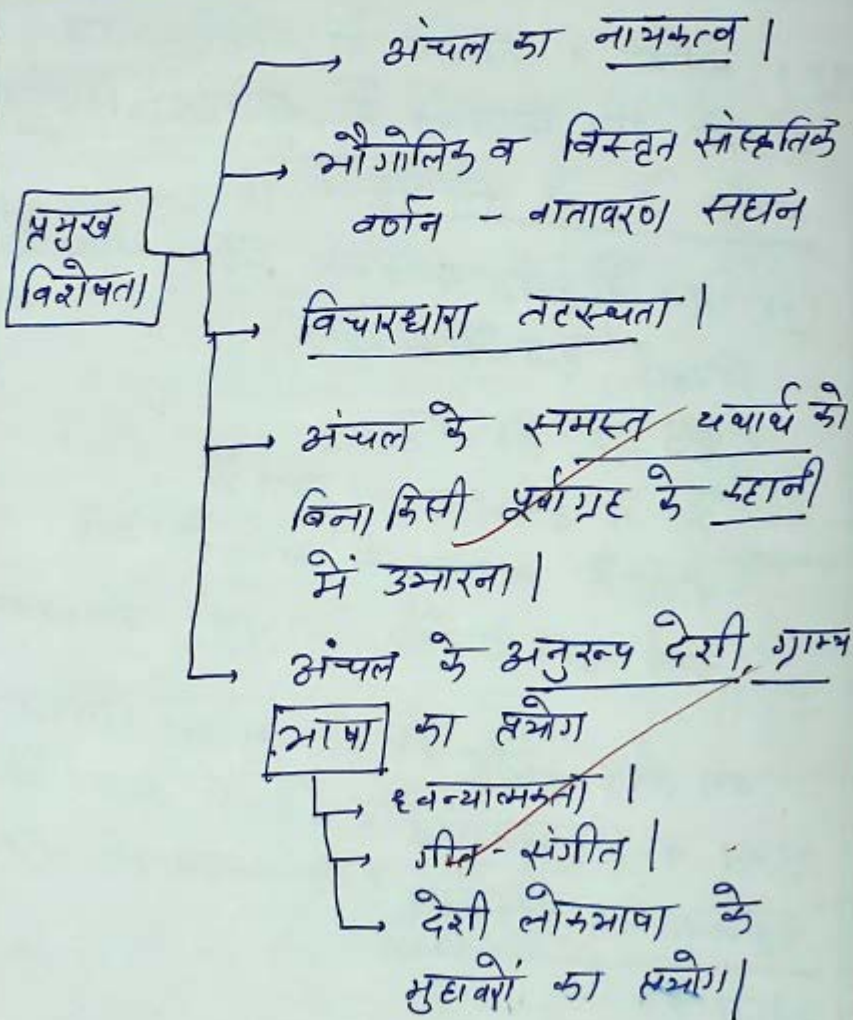 अंचल का नायकत्व |
भौगोलिक व विस्तृत सांस्कृतिक
वर्णन - वातावरण सघन
प्रमुख
विशेषता
विचारधारा तटस्थता |
अंचल के समस्त यथार्थ को
बिना किसी पूर्वाग्रह के कहानी
में उभारना |
अंचल के अनुरूप देशी, ग्राम्य
भाषा का प्रयोग
ध्वन्यात्मकता |
गीत - संगीत |
देशी लोकभाषा के
मुहावरों का प्रयोग |